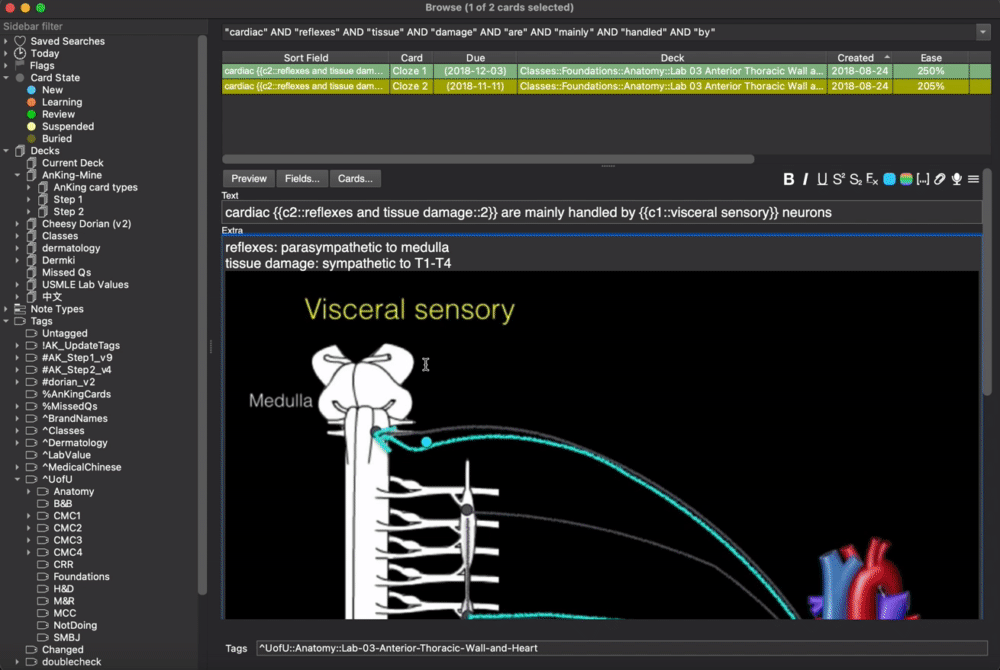 Browse (1 of 2 cards selected)
Sidebar filter
Saved Searches
Today
Flags
Card State
New
Learning
Review
Suspended
Buried
Decks
Current Deck
AnKing-Mine
AnKing card types
Step 1
Step 2
Cheesy Dorian (v2)
Classes
dermatology
Dermki
Missed Qs
USMLE Lab Values
中文
Note Types
Tags
Untagged
!AK_UpdateTags
#AK_Step1_v9
#AK_Step2_v4
#dorian_v2
%AnKingCards
%MissedQs
^BrandNames
^Classes
^Dermatology
^LabValue
^MedicalChinese
^UofU
Anatomy
B&B
CMC1
CMC2
CMC3
CMC4
CRR
Foundations
H&D
M&R
MCC
NotDoing
SMBJ
Changed
doublecheck
"cardiac" AND "reflexes" AND "tissue" AND "damage" AND "are" AND "mainly" AND "handled" AND "by"
Sort Field Card Due Deck Created Ease
cardiac {{c2::reflexes and tissue dam... Cloze 1 (2018-12-03) Classes::Foundations::Anatomy::Lab 03 Anterior Thoracic Wall a... 2018-08-24 250%
cardiac {{c2::reflexes and tissue dam... Cloze 2 (2018-11-11) Classes::Foundations::Anatomy::Lab 03 Anterior Thoracic Wall a... 2018-08-24 205%
Preview Fields... Cards... B I U S² S₂ Eₓ [...]
Text
cardiac {{c2::reflexes and tissue damage::2}} are mainly handled by {{c1::visceral sensory}} neurons
Extra
reflexes: parasympathetic to medulla
tissue damage: sympathetic to T1-T4
Visceral sensory
Medulla
Tags ^UofU::Anatomy::Lab-03-Anterior-Thoracic-Wall-and-Heart